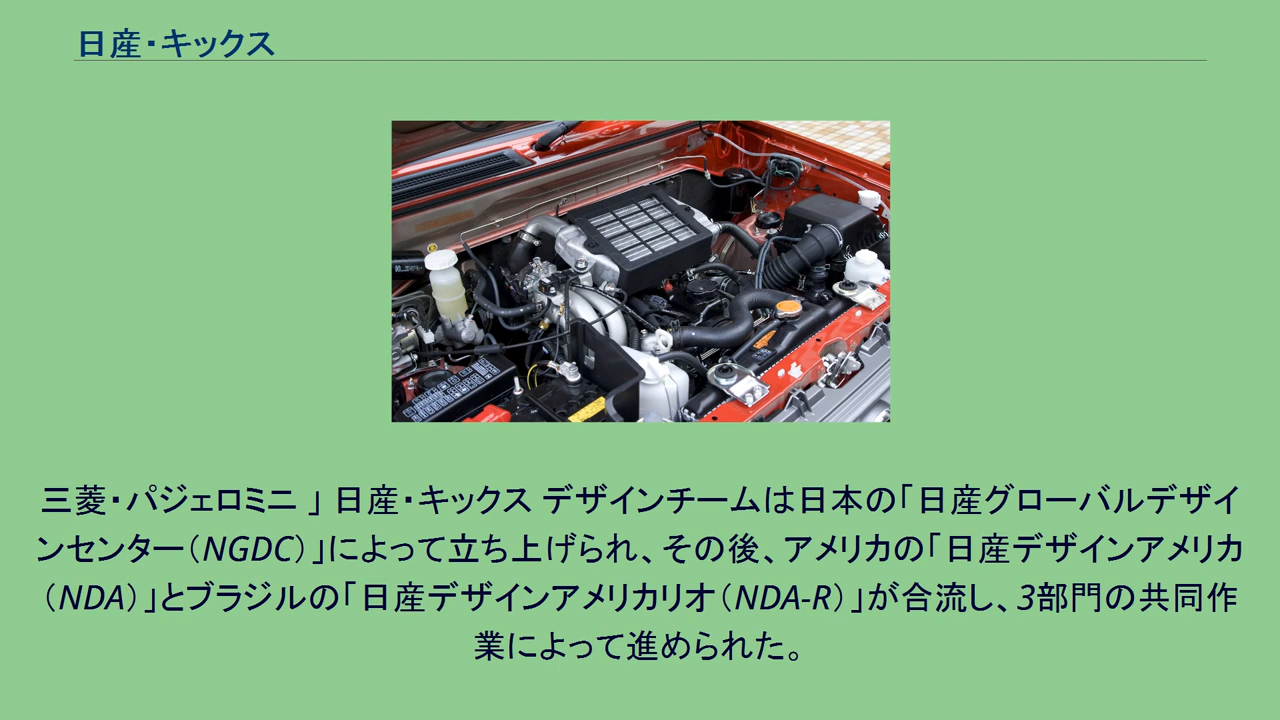 日産・キックス
三菱・パジェロミニ 」 日産・キックス デザインチームは日本の「日産グローバルデザイ
ンセンター（NGDC）」によって立ち上げられ、その後、アメリカの「日産デザインアメリカ
（NDA）」とブラジルの「日産デザインアメリカリオ（NDA-R）」が合流し、3部門の共同作
業によって進められた。